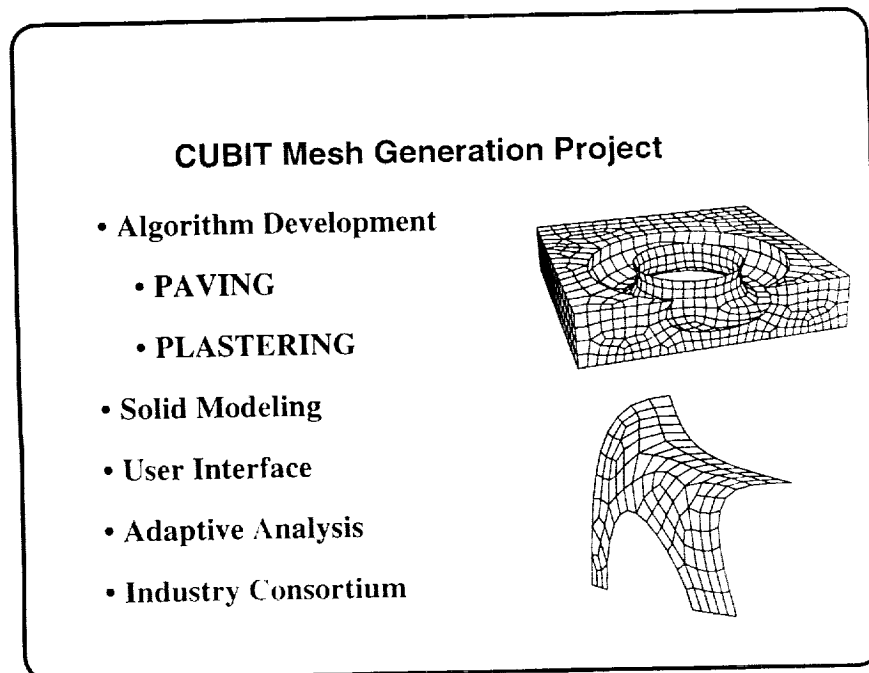 CUBIT Mesh Generation Project
• Algorithm Development
• PAVING
• PLASTERING
• Solid Modeling
• User Interface
• Adaptive Analysis
• Industry Consortium